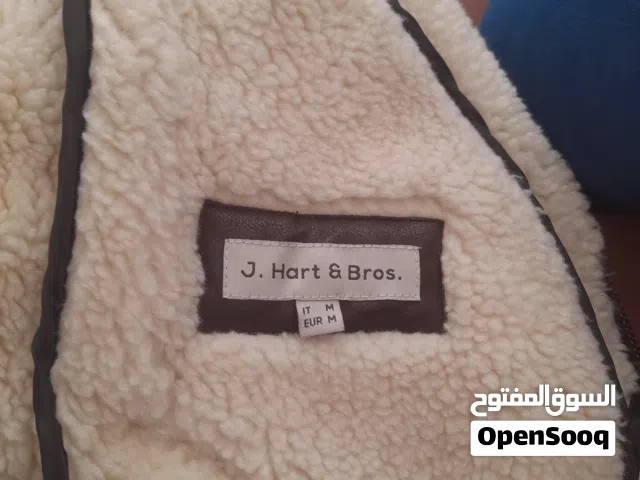 J. Hart & Bros.
IT M
EUR M
السوق المفتوح
OpenSooq